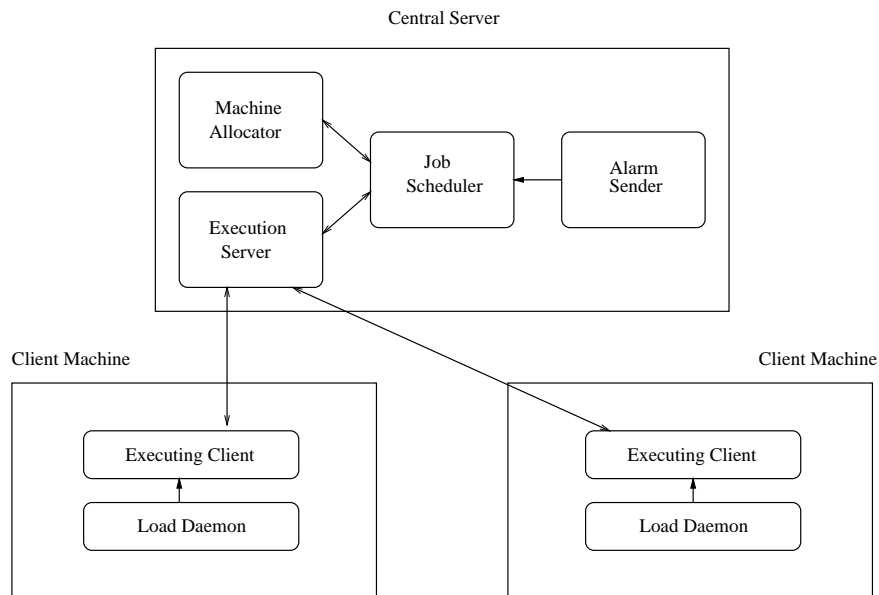 Central Server
Machine
Allocator
Job
Scheduler
Alarm
Sender
Execution
Server
Client Machine
Client Machine
Executing Client
Load Daemon
Executing Client
Load Daemon